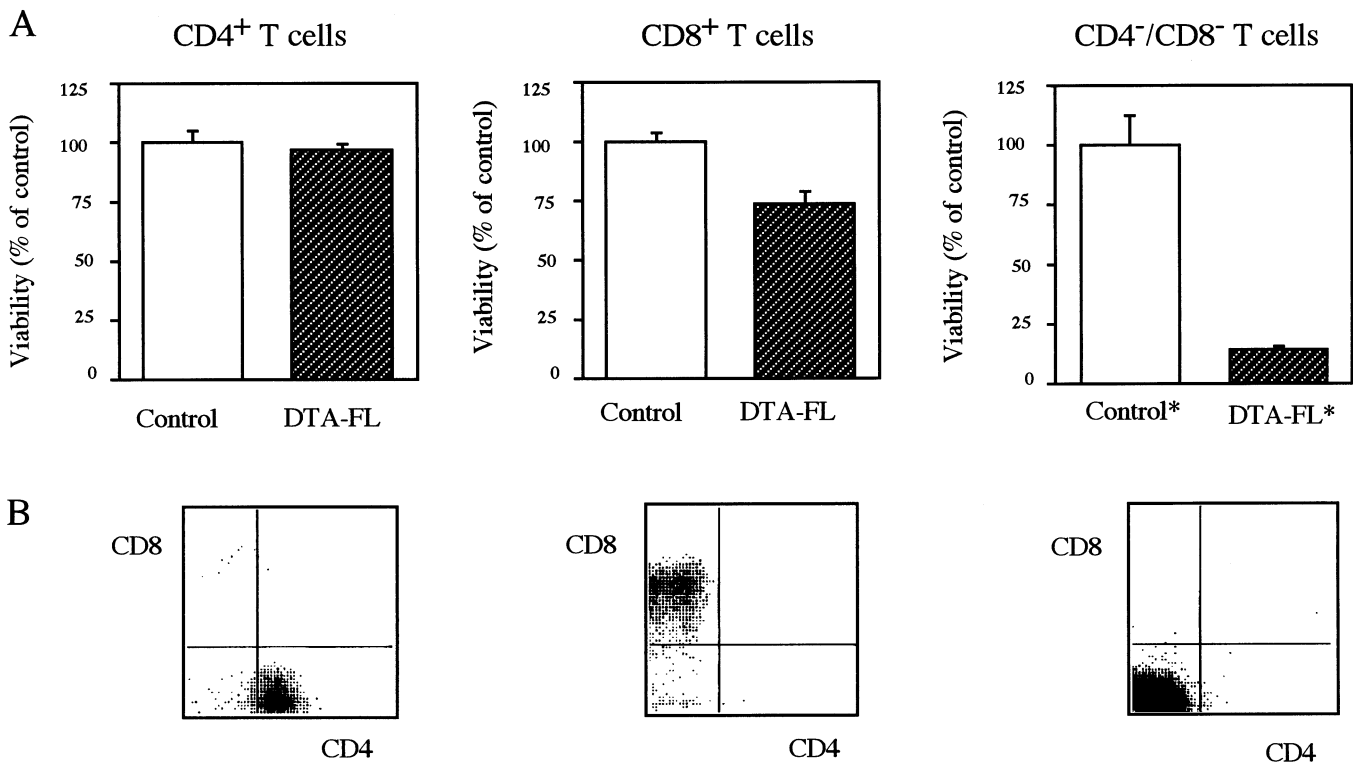 A
CD4+ T cells
CD8+ T cells
CD4-/CD8- T cells
Viability (% of control)
125
100
75
50
25
0
Control
DTA-FL
Viability (% of control)
125
100
75
50
25
0
Control
DTA-FL
Viability (% of control)
125
100
75
50
25
0
Control*
DTA-FL*
B
CD8
CD4
CD8
CD4
CD8
CD4